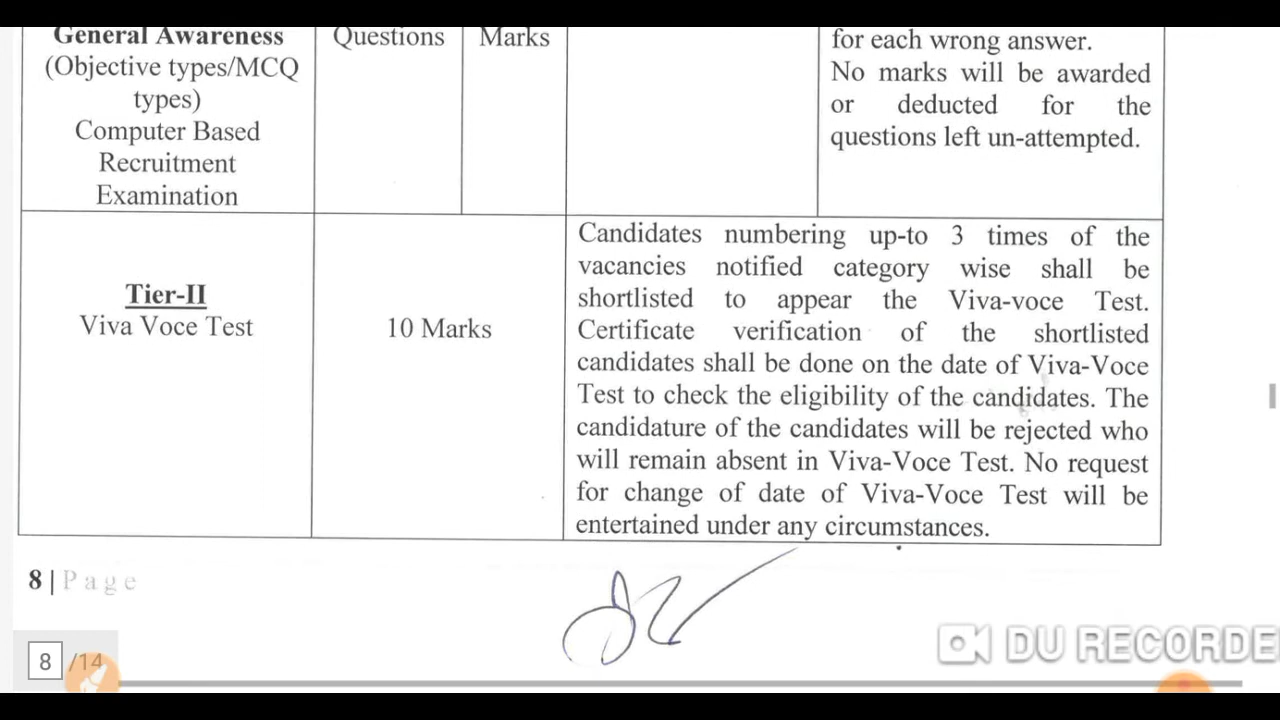 General Awareness
(Objective types/MCQ
types)
Computer Based
Recruitment
Examination
Questions
Marks
for each wrong answer.
No marks will be awarded
or deducted for the
questions left un-attempted.
Tier-II
Viva Voce Test
10 Marks
Candidates numbering up-to 3 times of the
vacancies notified category wise shall be
shortlisted to appear the Viva-voce Test.
Certificate verification of the shortlisted
candidates shall be done on the date of Viva-Voce
Test to check the eligibility of the candidates. The
candidature of the candidates will be rejected who
will remain absent in Viva-Voce Test. No request
for change of date of Viva-Voce Test will be
entertained under any circumstances.
8 | Page
8 /14
DU RECORDE